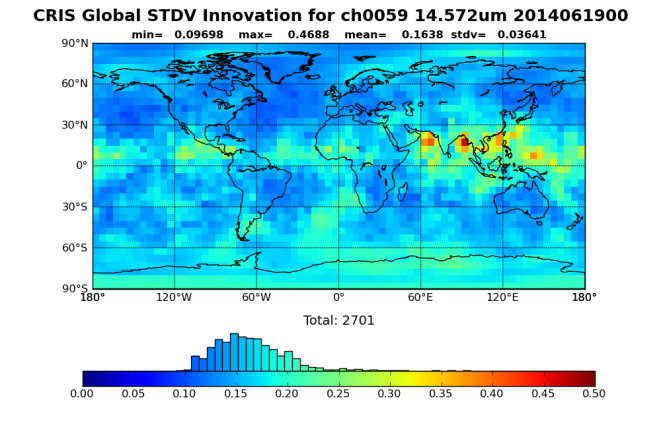 CRIS Global STDV Innovation for ch0059 14.572um 2014061900
min= 0.09698 max= 0.4688 mean= 0.1638 stdv= 0.03641
90°N
60°N
30°N
0°
30°S
60°S
90°S
180° 120°W 60°W 0° 60°E 120°E 180°
Total: 2701
0.00 0.05 0.10 0.15 0.20 0.25 0.30 0.35 0.40 0.45 0.50